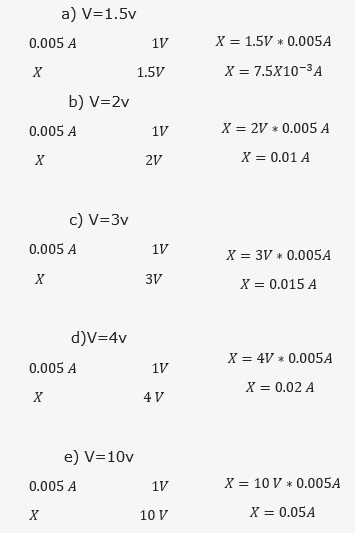 a) V=1.5v
0.005 A 1V X = 1.5V * 0.005A
X 1.5V X = 7.5X10⁻³A
b) V=2v
0.005 A 1V X = 2V * 0.005 A
X 2V X = 0.01 A
c) V=3v
0.005 A 1V X = 3V * 0.005A
X 3V X = 0.015 A
d)V=4v
0.005 A 1V X = 4V * 0.005A
X 4 V X = 0.02 A
e) V=10v
0.005 A 1V X = 10 V * 0.005A
X 10 V X = 0.05A